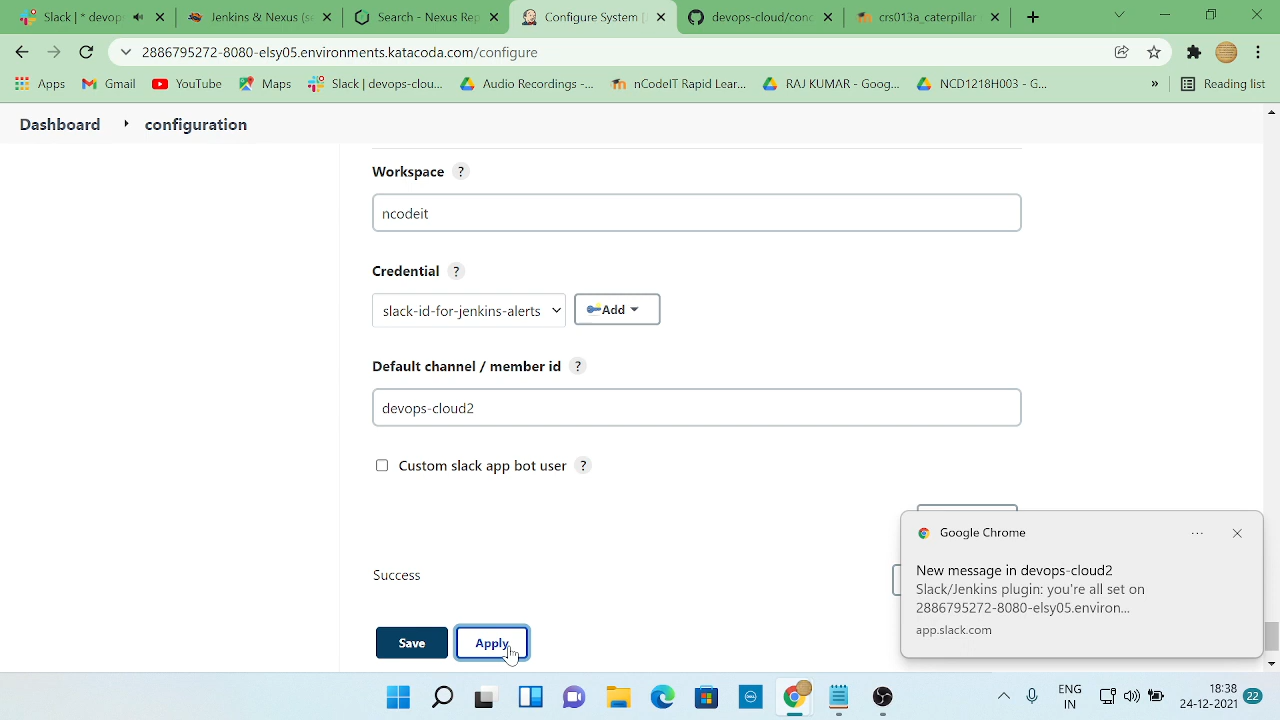 Slack | * devop
Jenkins & Nexus (se
Search - Nexus Rep
Configure System [
devops-cloud/conc
crs013a_caterpillar
2886795272-8080-elsy05.environments.katacoda.com/configure
Apps
Gmail
YouTube
Maps
Slack | devops-clou...
Audio Recordings -...
nCodeIT Rapid Lear...
RAJ KUMAR - Goog...
NCD1218H003 - G...
»
Reading list
Dashboard
configuration
Workspace ?
ncodeit
Credential ?
slack-id-for-jenkins-alerts
Add
Default channel / member id ?
devops-cloud2
Custom slack app bot user ?
Success
Save
Apply
Google Chrome
New message in devops-cloud2
Slack/Jenkins plugin: you're all set on
2886795272-8080-elsy05.environ...
app.slack.com
ENG
IN
18:38
24-12-2021
22